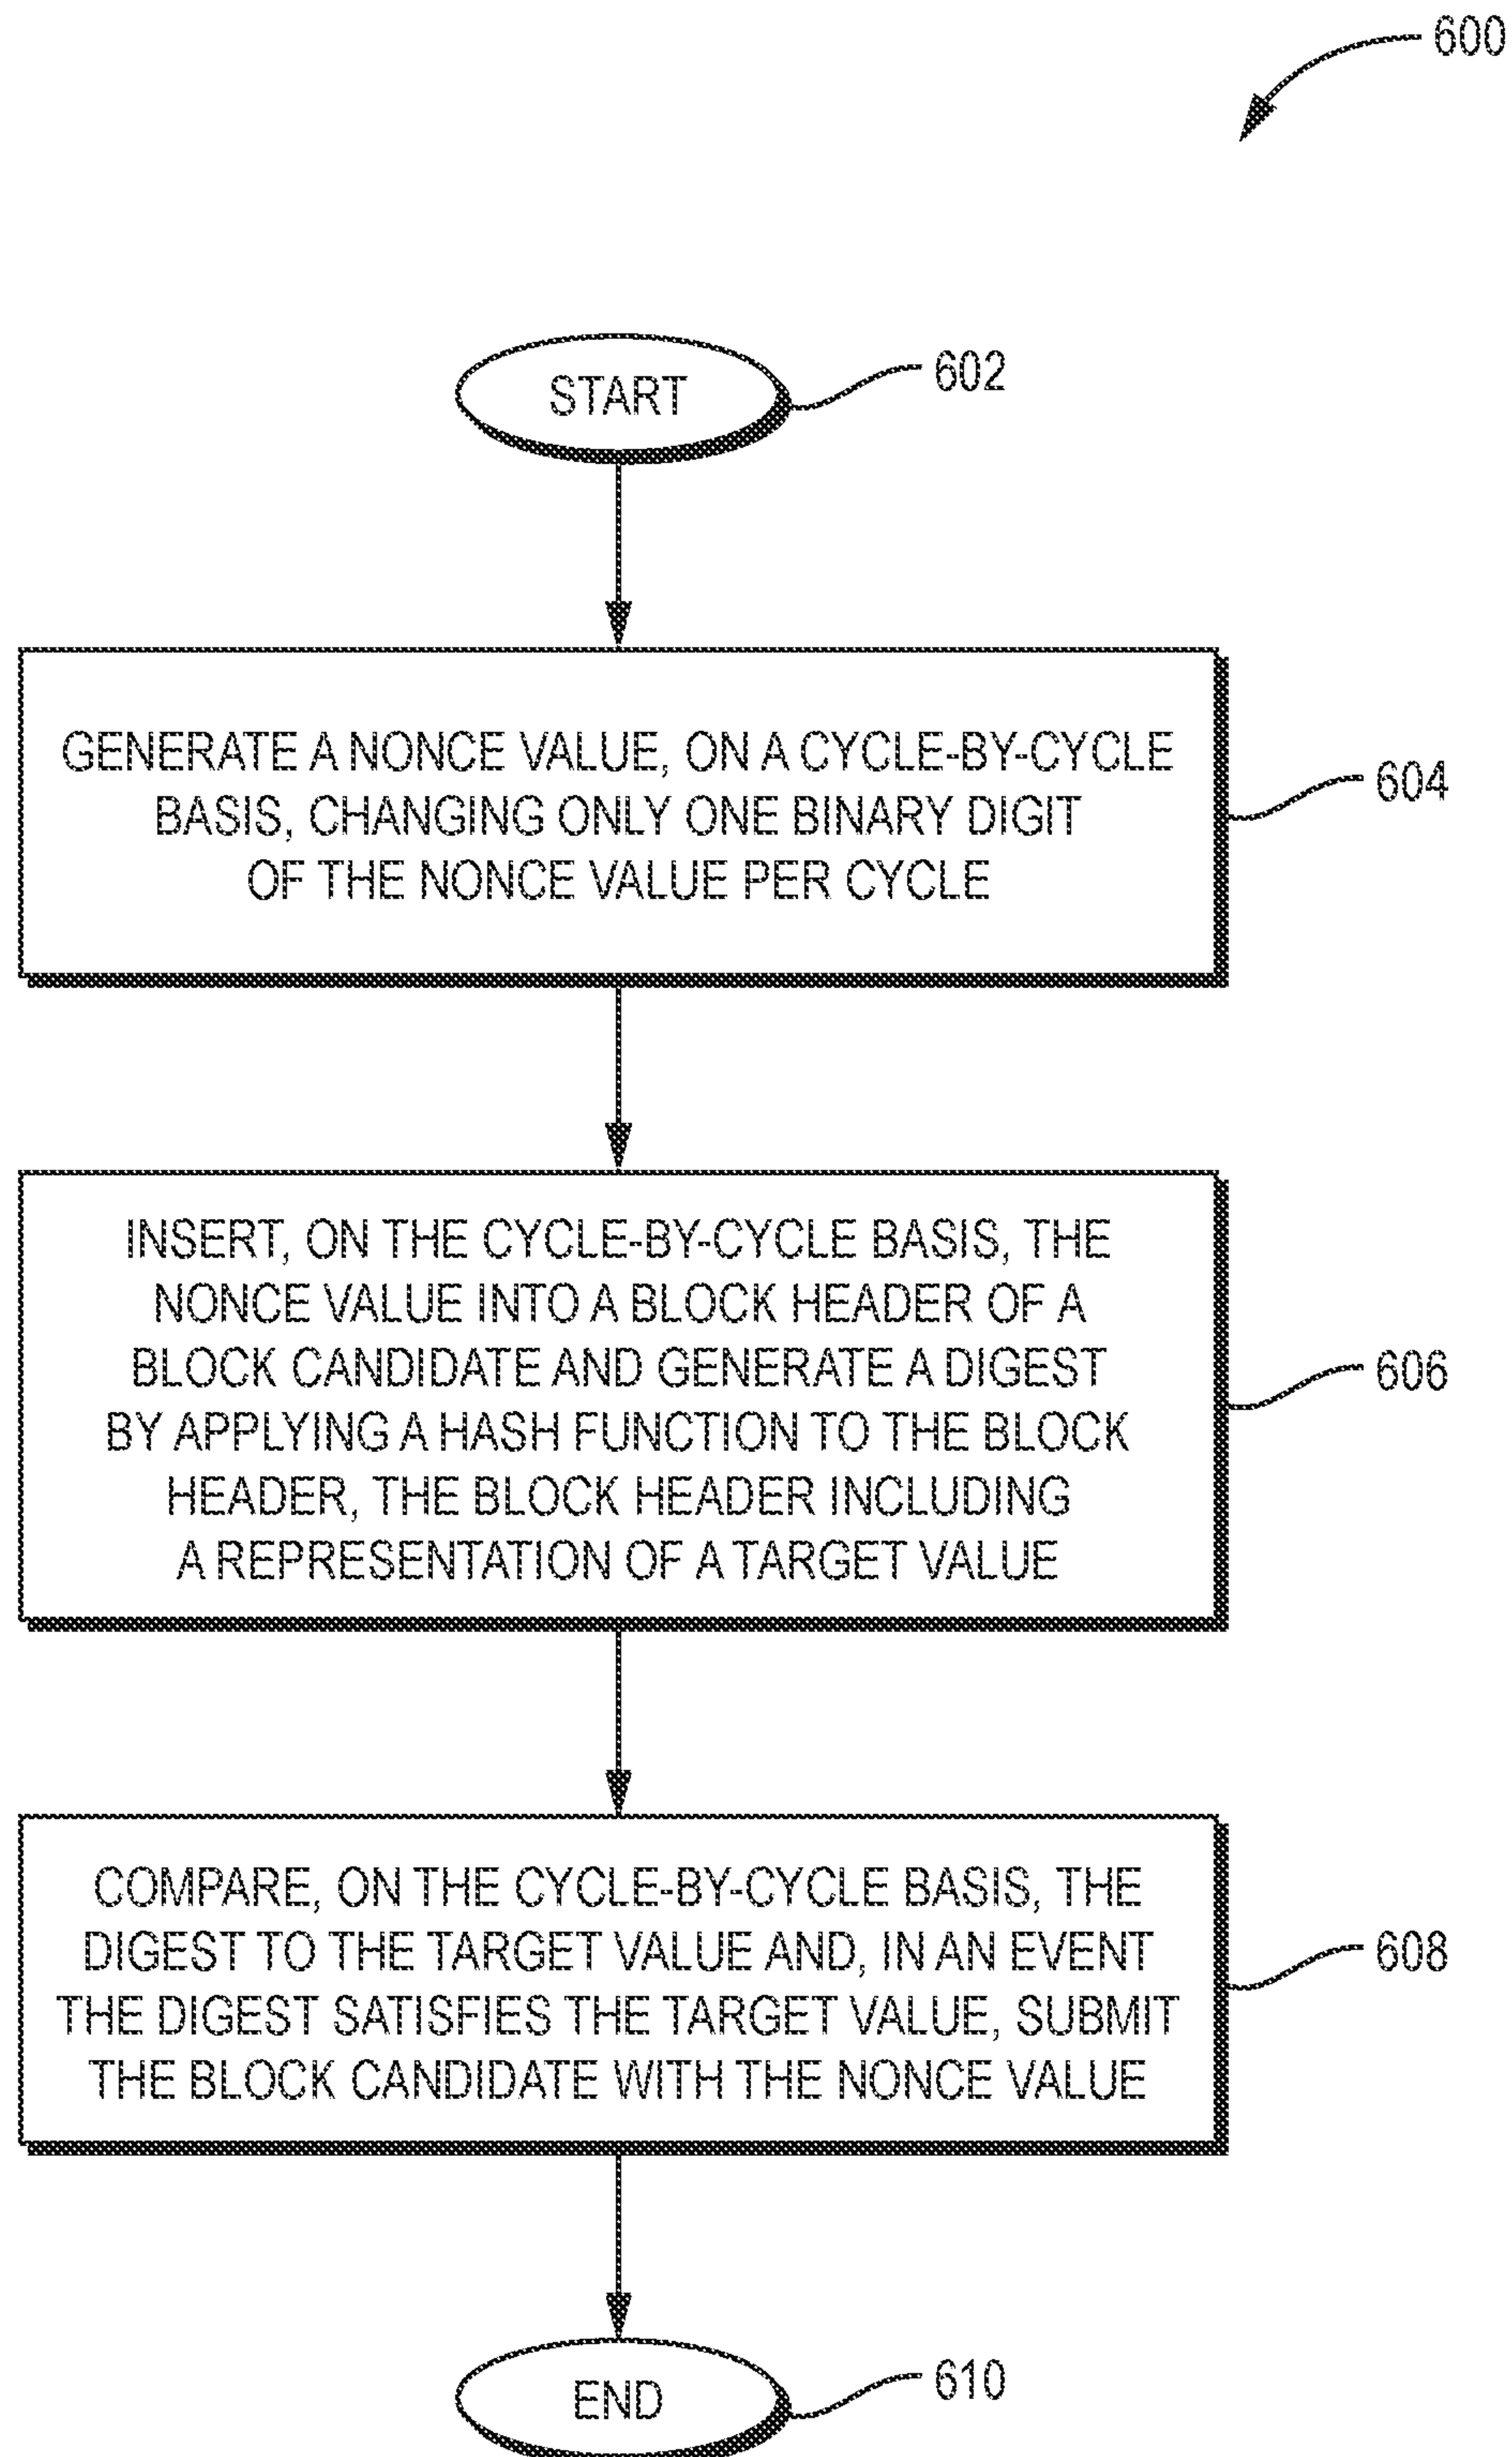 600
START
602
GENERATE A NONCE VALUE, ON A CYCLE-BY-CYCLE
BASIS, CHANGING ONLY ONE BINARY DIGIT
OF THE NONCE VALUE PER CYCLE
604
INSERT, ON THE CYCLE-BY-CYCLE BASIS, THE
NONCE VALUE INTO A BLOCK HEADER OF A
BLOCK CANDIDATE AND GENERATE A DIGEST
BY APPLYING A HASH FUNCTION TO THE BLOCK
HEADER, THE BLOCK HEADER INCLUDING
A REPRESENTATION OF A TARGET VALUE
606
COMPARE, ON THE CYCLE-BY-CYCLE BASIS, THE
DIGEST TO THE TARGET VALUE AND, IN AN EVENT
THE DIGEST SATISFIES THE TARGET VALUE, SUBMIT
THE BLOCK CANDIDATE WITH THE NONCE VALUE
608
END
610